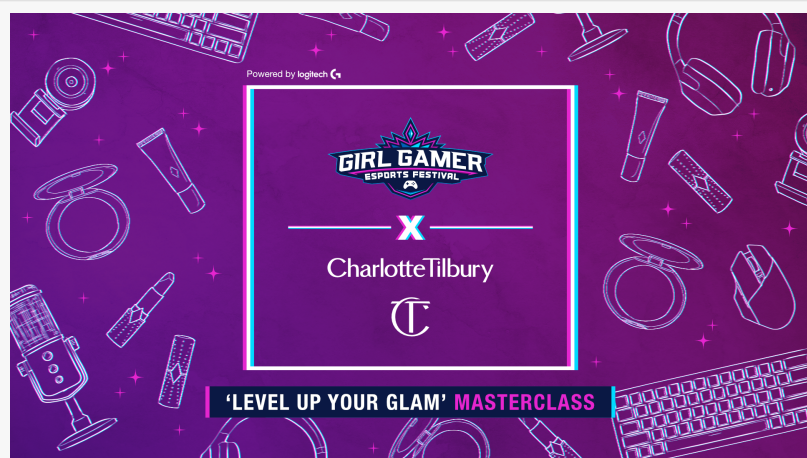 Powered by logitech G
GIRL GAMER
ESPORTS FESTIVAL
X
CharlotteTilbury
CT
'LEVEL UP YOUR GLAM' MASTERCLASS